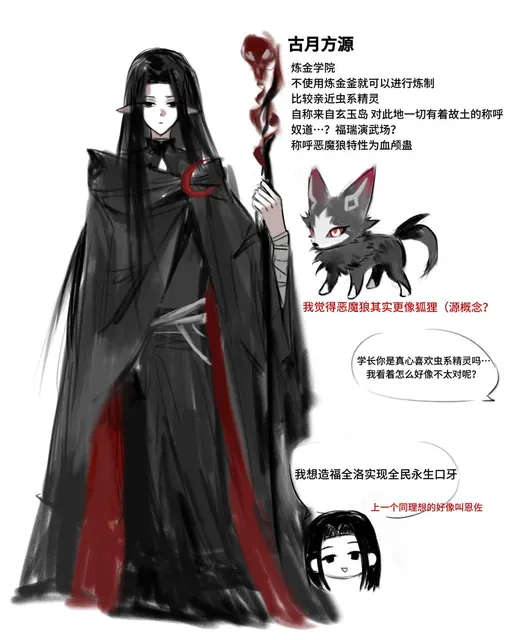 古月方源
炼金学院
不使用炼金釜就可以进行炼制
比较亲近虫系精灵
自称来自玄玉岛 对此地一切有着故土的称呼
奴道…？福瑞演武场？
称呼恶魔狼特性为血颅蛊
我觉得恶魔狼其实更像狐狸（源概念？
学长你是真心喜欢虫系精灵吗…
我看着怎么好像不太对呢？
我想造福全洛实现全民永生口牙
上一个同理想的好像叫恩佐